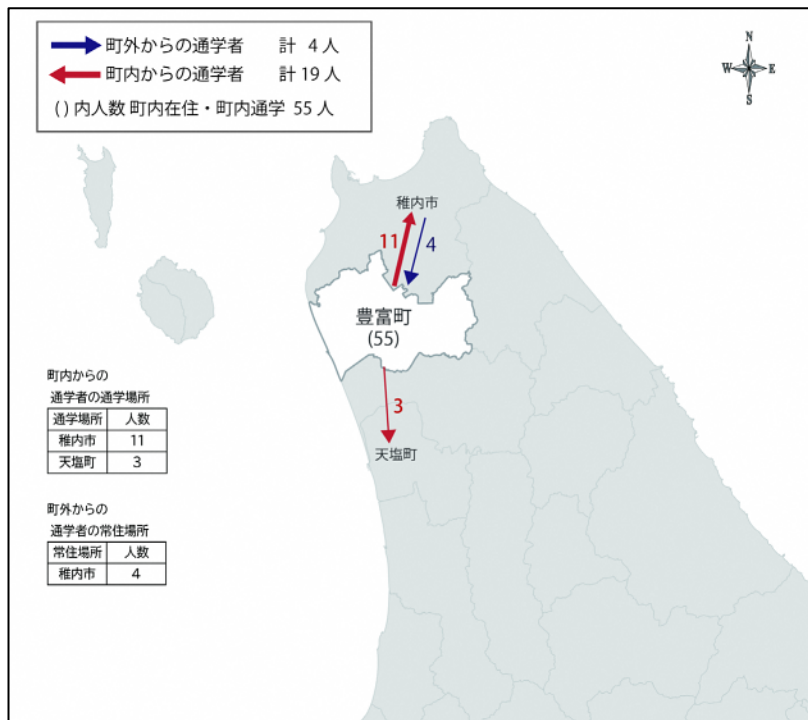 町外からの通学者 計 4 人
町内からの通学者 計 19 人
( ) 内人数 町内在住・町内通学 55 人
N
W E
S
稚内市
11 4
豊富町
(55)
3
天塩町
町内からの
通学者の通学場所
通学場所 人数
稚内市 11
天塩町 3
町外からの
通学者の常住場所
常住場所 人数
稚内市 4